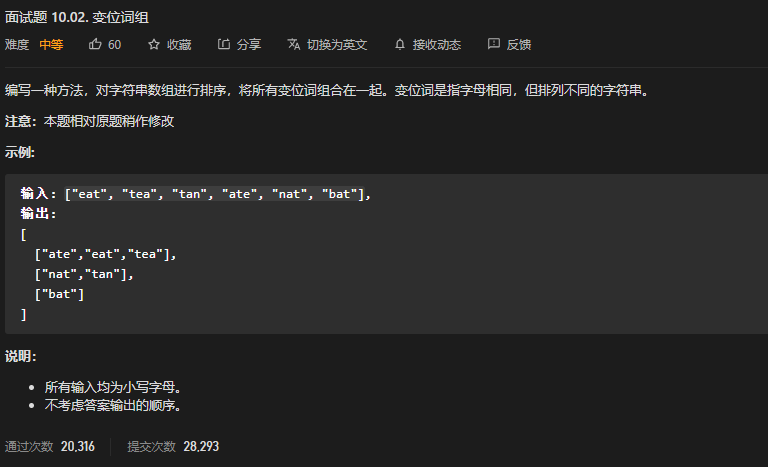 面试题 10.02. 变位词组
难度 中等 60 收藏 分享 切换为英文 接收动态 反馈
编写一种方法，对字符串数组进行排序，将所有变位词组合在一起。变位词是指字母相同，但排列不同的字符串。
注意：本题相对原题稍作修改
示例:
输入: ["eat", "tea", "tan", "ate", "nat", "bat"],
输出:
[
["ate","eat","tea"],
["nat","tan"],
["bat"]
]
说明：
所有输入均为小写字母。
不考虑答案输出的顺序。
通过次数 20,316 提交次数 28,293